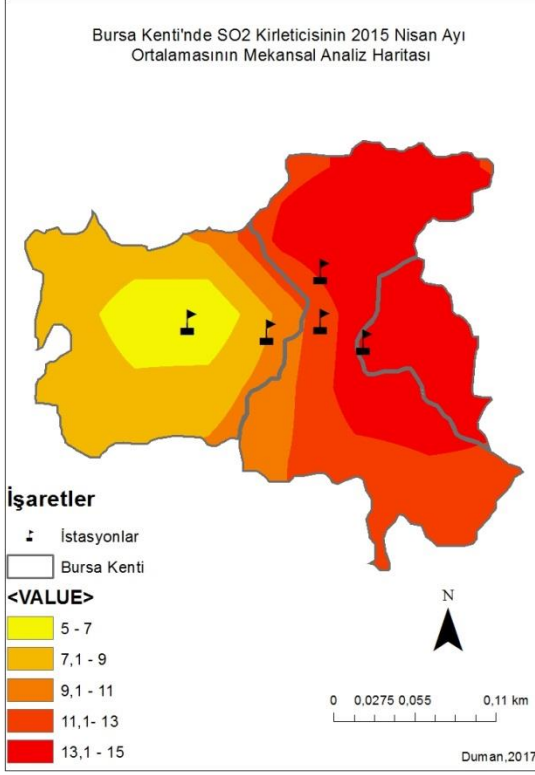 Bursa Kenti'nde SO2 Kirleticisinin 2015 Nisan Ayı
Ortalamasının Mekansal Analiz Haritası
İşaretler
İstasyonlar
Bursa Kenti
<VALUE>
5 - 7
7,1 - 9
9,1 - 11
11,1- 13
13,1 - 15
N
0 0,0275 0,055 0,11 km
Duman,2017